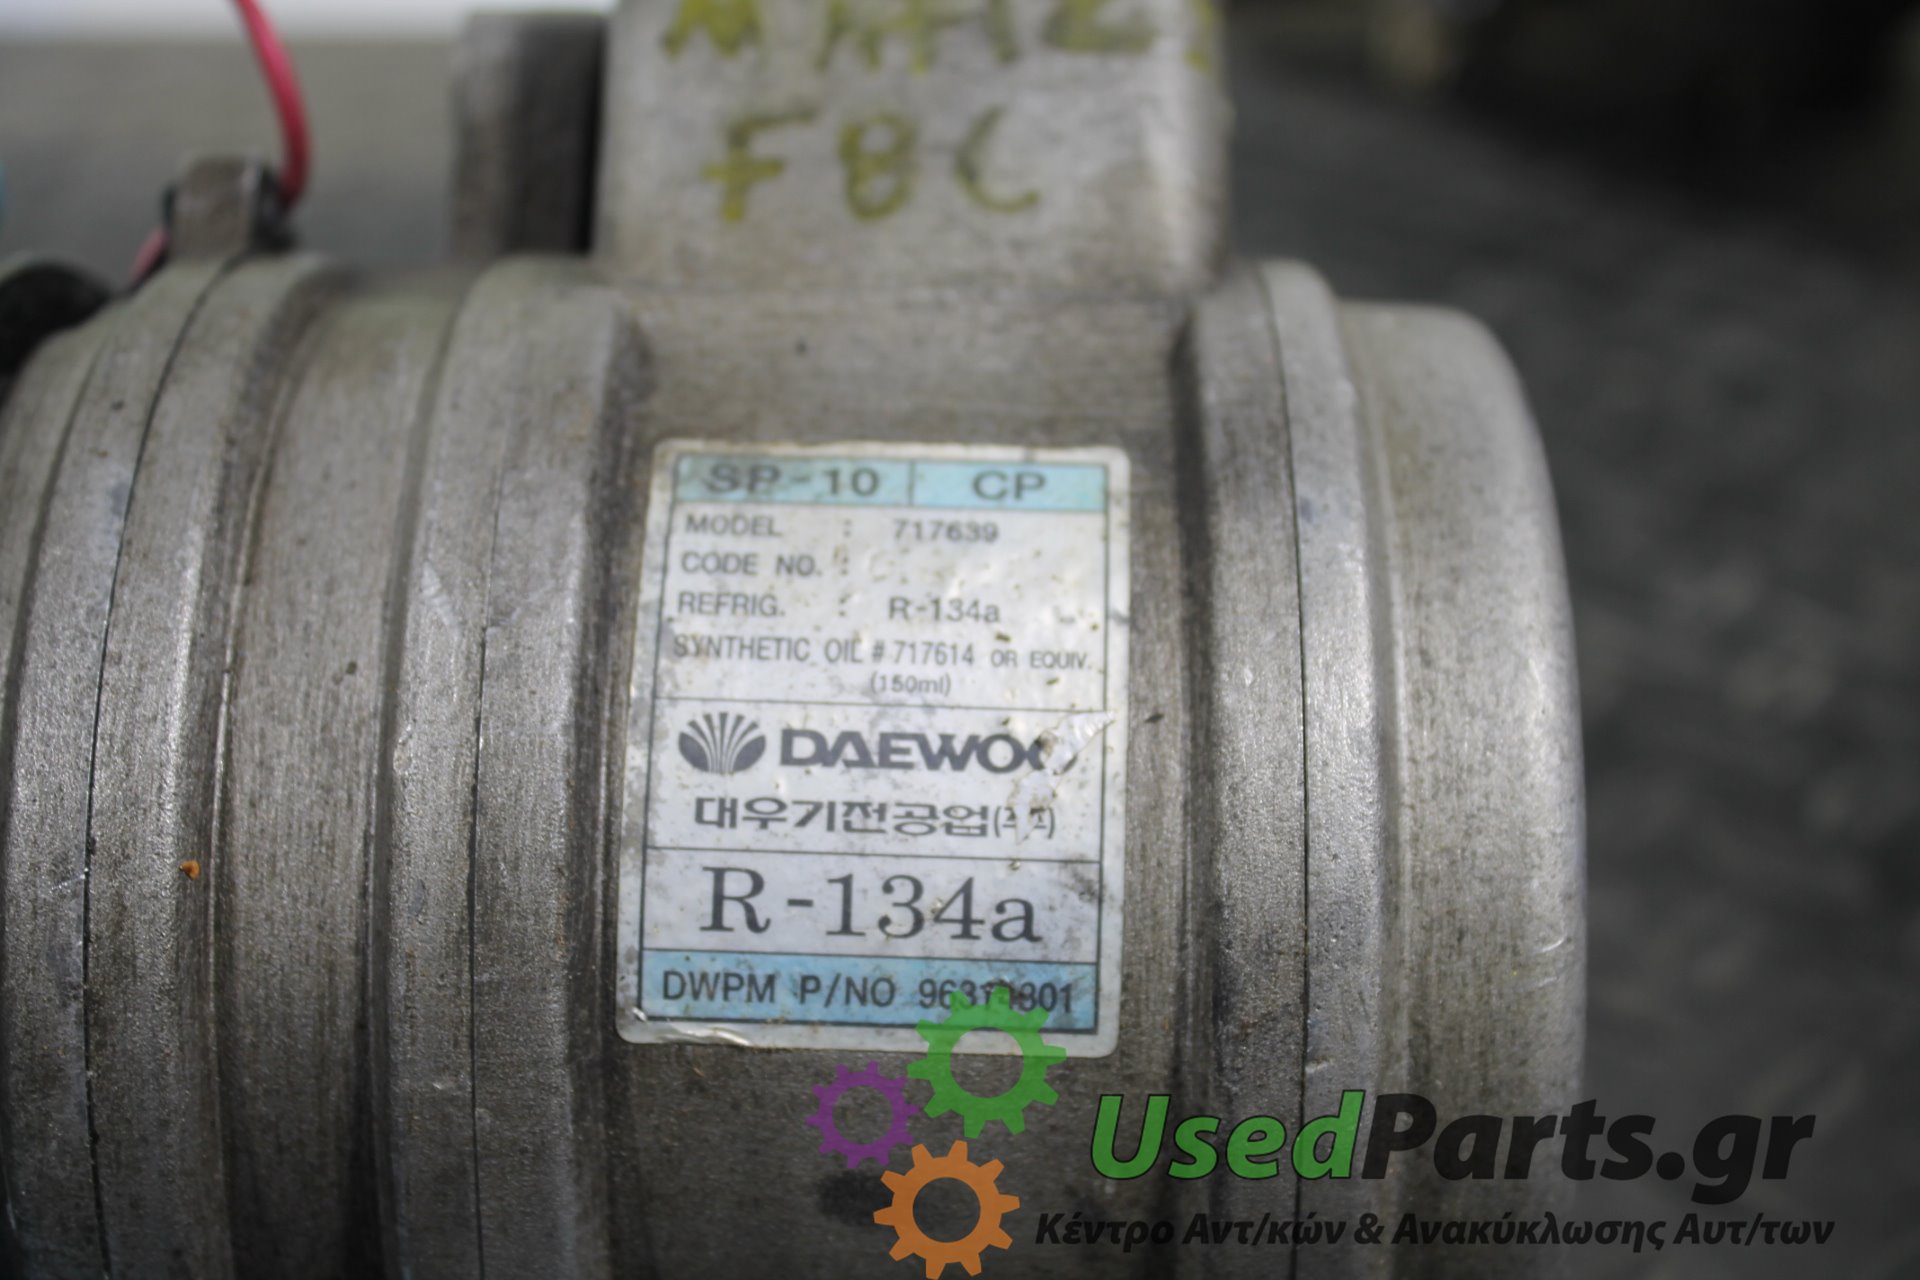 F8C
SP-10 CP
MODEL : 717639
CODE NO. :
REFRIG. : R-134a
SYNTHETIC OIL # 717614 OR EQUIV.
(150ml)
DAEWOO
대우기전공업(주)
R-134a
DWPM P/NO
UsedParts.gr
Κέντρο Αντ/κών & Ανακύκλωσης Αυτ/των